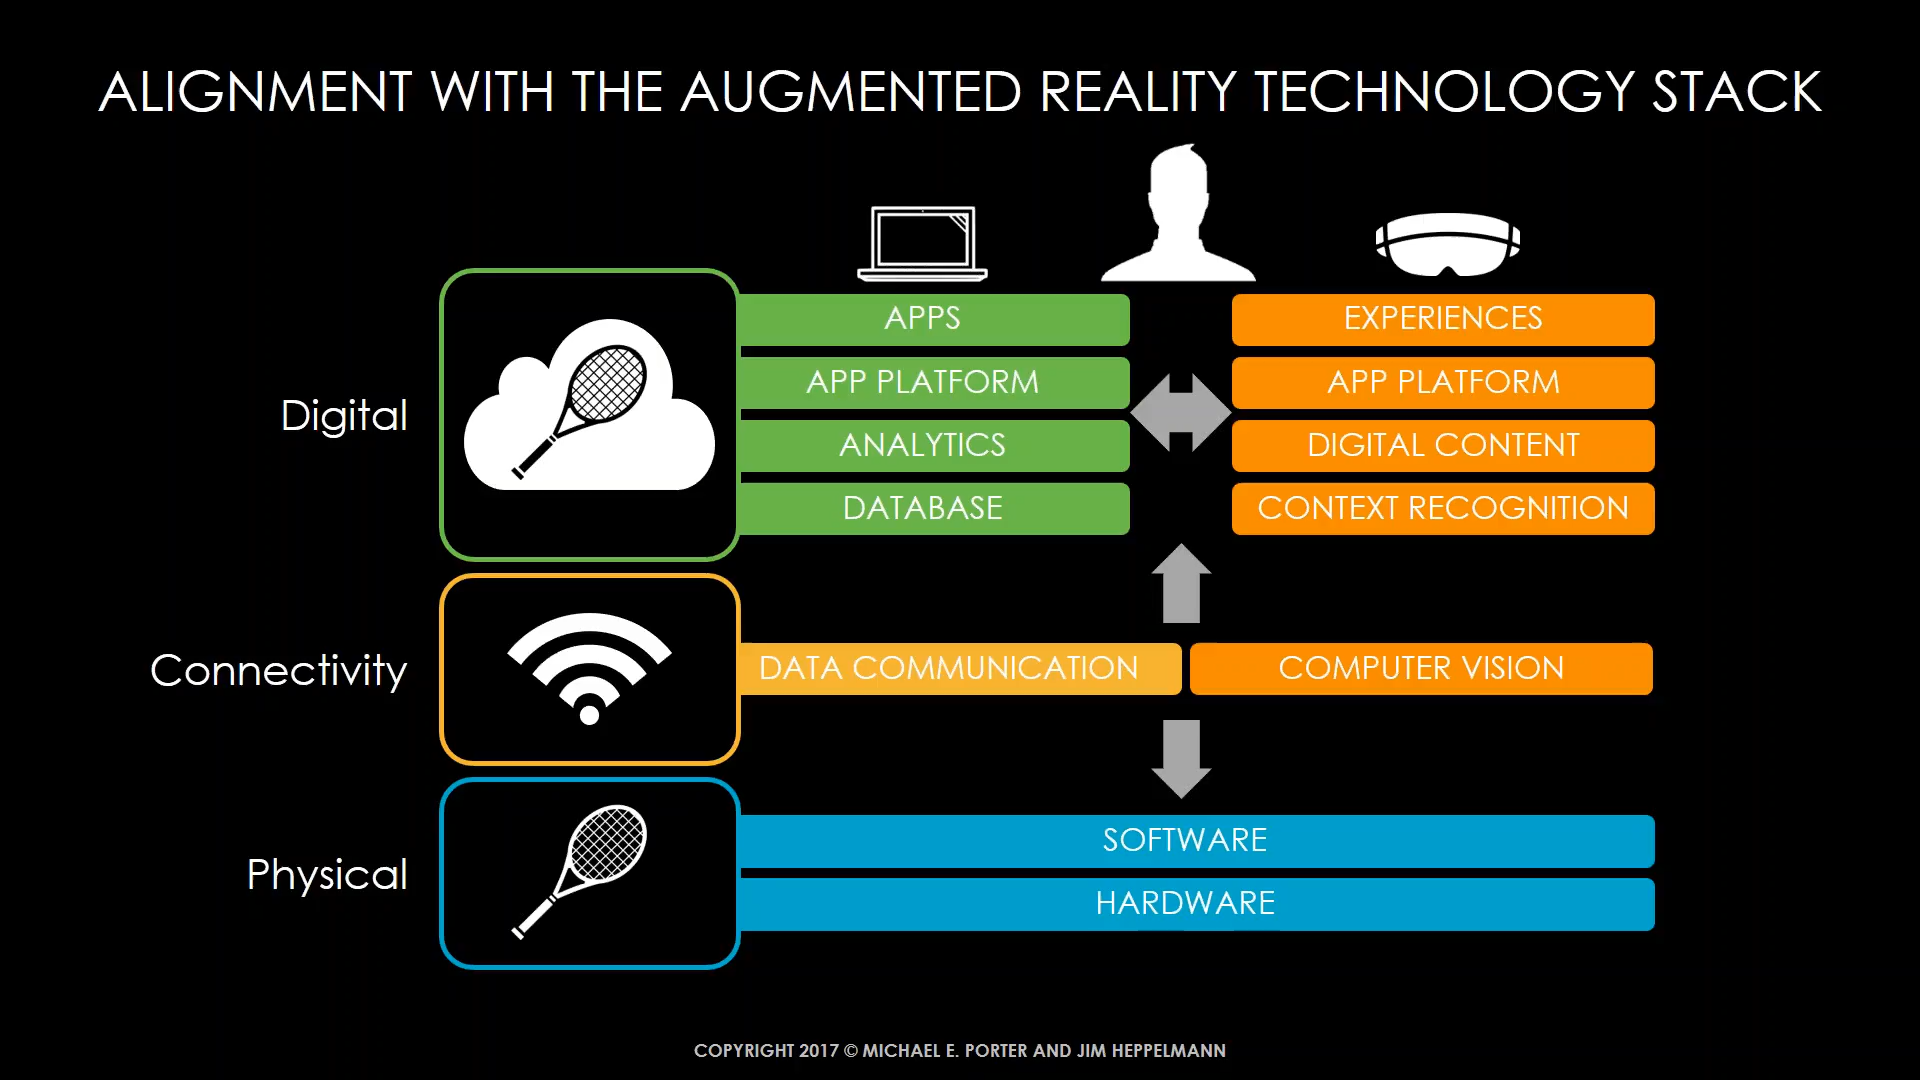 ALIGNMENT WITH THE AUGMENTED REALITY TECHNOLOGY STACK
Digital
APPS
EXPERIENCES
APP PLATFORM
APP PLATFORM
ANALYTICS
DIGITAL CONTENT
DATABASE
CONTEXT RECOGNITION
Connectivity
DATA COMMUNICATION
COMPUTER VISION
Physical
SOFTWARE
HARDWARE
COPYRIGHT 2017 © MICHAEL E. PORTER AND JIM HEPPELMANN